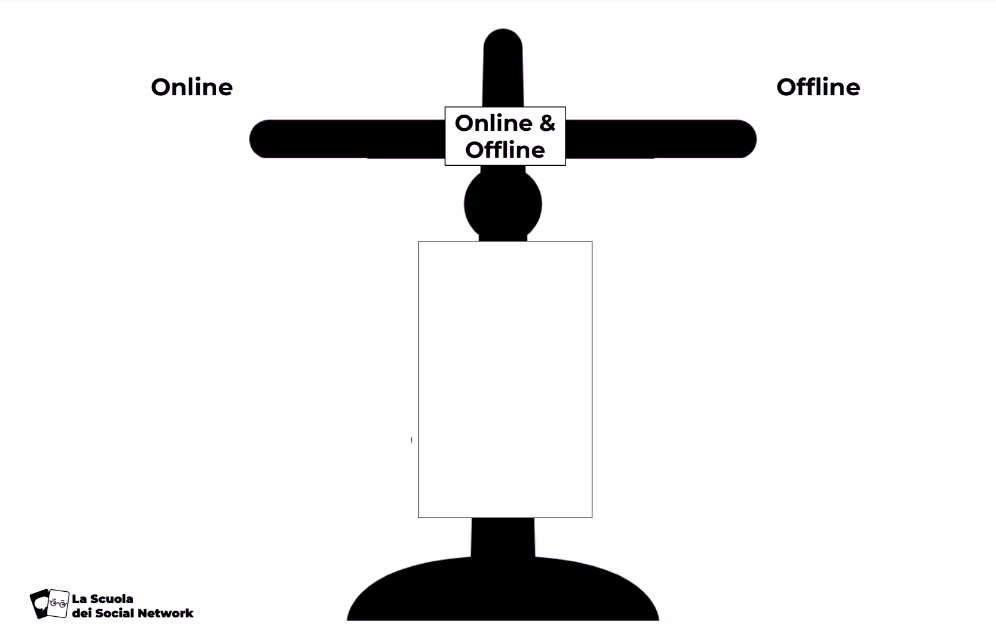 Online
Offline
Online &
Offline
La Scuola
dei Social Network